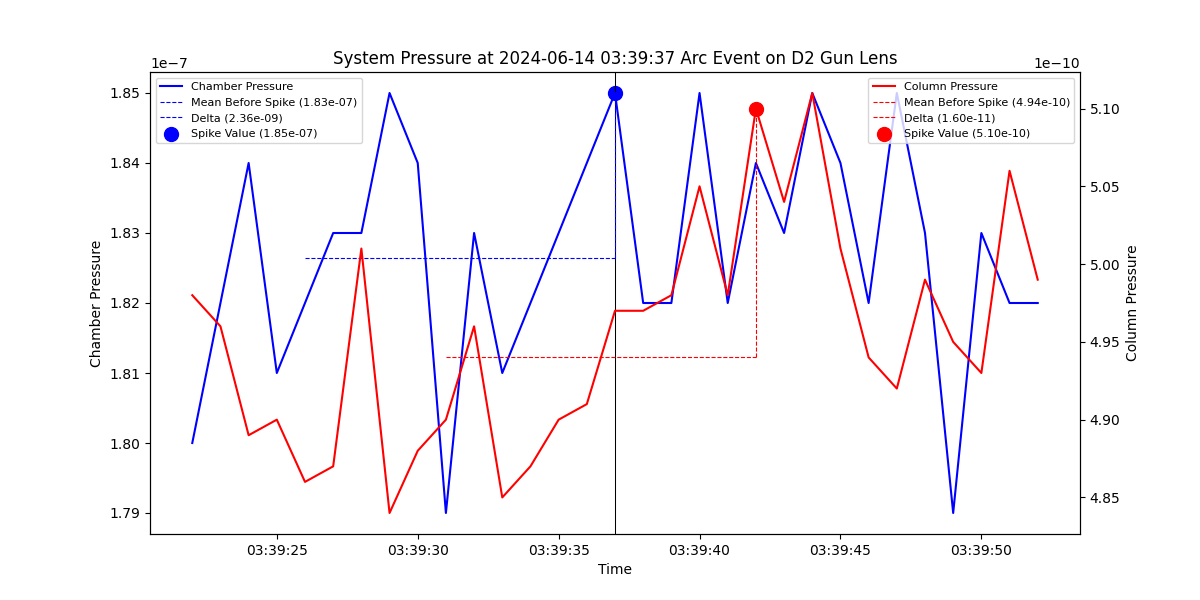 System Pressure at 2024-06-14 03:39:37 Arc Event on D2 Gun Lens
1e−7
1e−10
Chamber Pressure
Mean Before Spike (1.83e-07)
Delta (2.36e-09)
Spike Value (1.85e-07)
Column Pressure
Mean Before Spike (4.94e-10)
Delta (1.60e-11)
Spike Value (5.10e-10)
1.85
1.84
1.83
1.82
1.81
1.80
1.79
Chamber Pressure
5.10
5.05
5.00
4.95
4.90
4.85
Column Pressure
03:39:25 03:39:30 03:39:35 03:39:40 03:39:45 03:39:50
Time